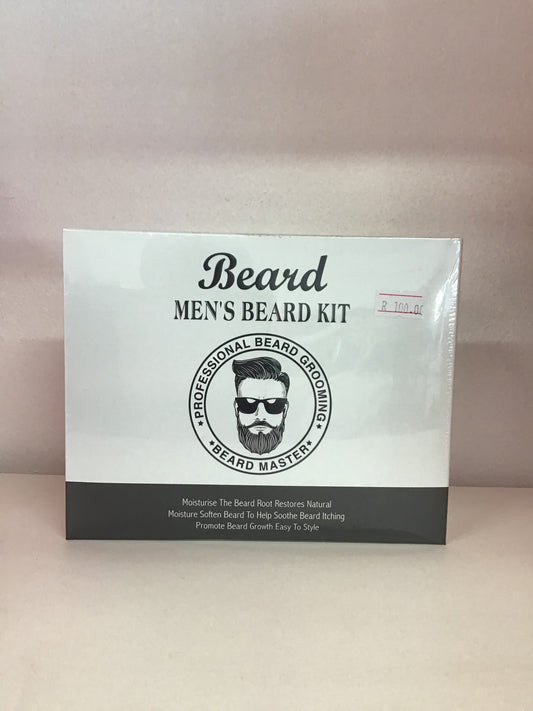 Beard
MEN'S BEARD KIT
R 100.00
★ PROFESSIONAL BEARD GROOMING ★
BEARD MASTER
Moisturise The Beard Root Restores Natural
Moisture Soften Beard To Help Soothe Beard Itching
Promote Beard Growth Easy To Style